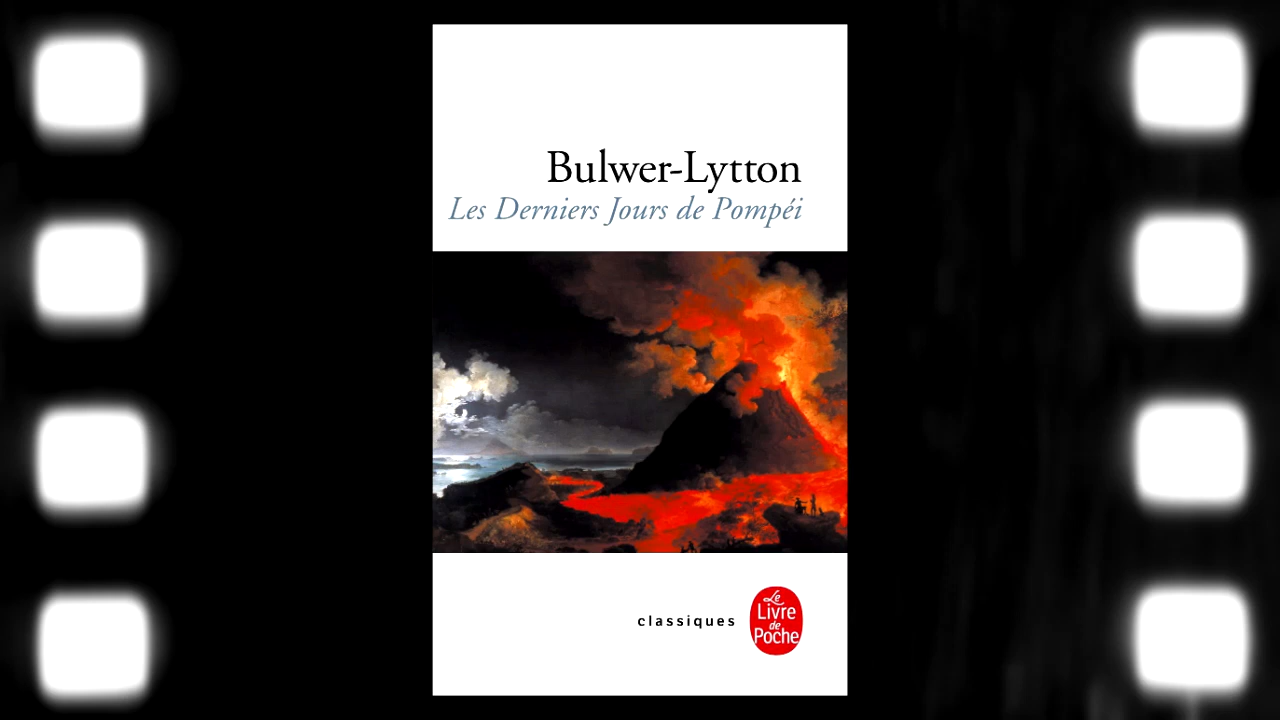 Bulwer-Lytton
Les Derniers Jours de Pompéi
classiques
Le
Livre
de
Poche